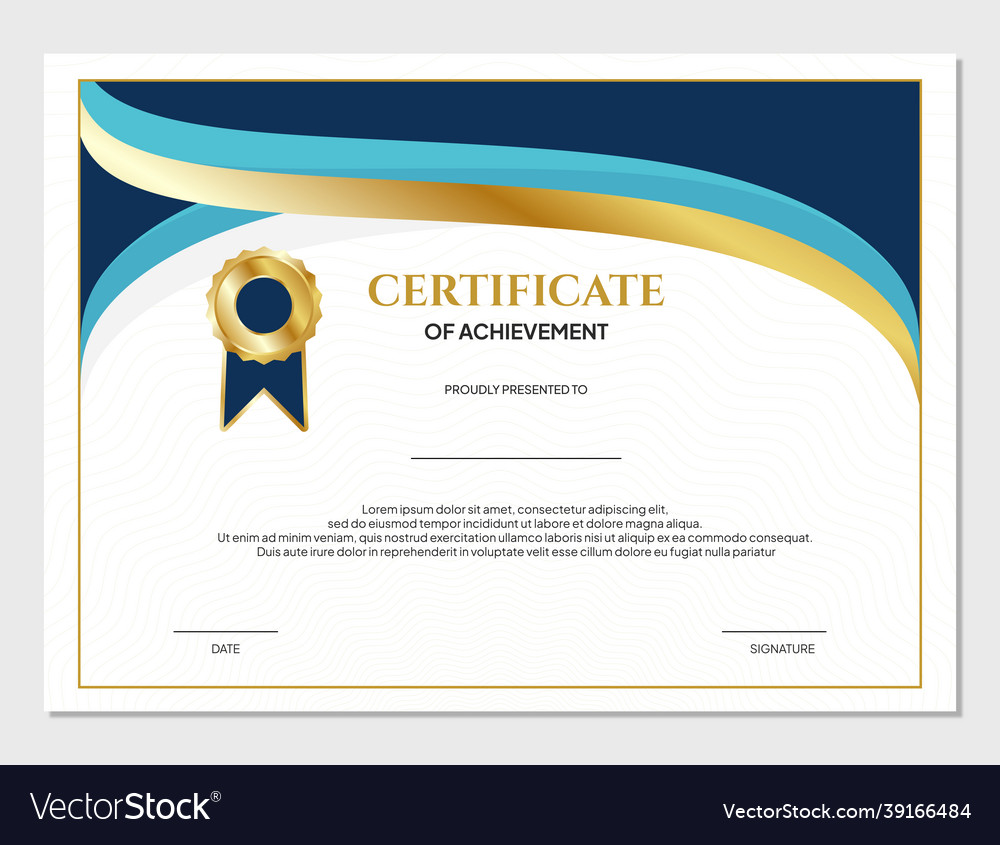 CERTIFICATE
OF ACHIEVEMENT
PROUDLY PRESENTED TO
Lorem ipsum dolor sit amet, consectetur adipiscing elit,
sed do eiusmod tempor incididunt ut labore et dolore magna aliqua.
Ut enim ad minim veniam, quis nostrud exercitation ullamco laboris nisi ut aliquip ex ea commodo consequat.
Duis aute irure dolor in reprehenderit in voluptate velit esse cillum dolore eu fugiat nulla pariatur
DATE
SIGNATURE
VectorStock®
VectorStock.com/39166484